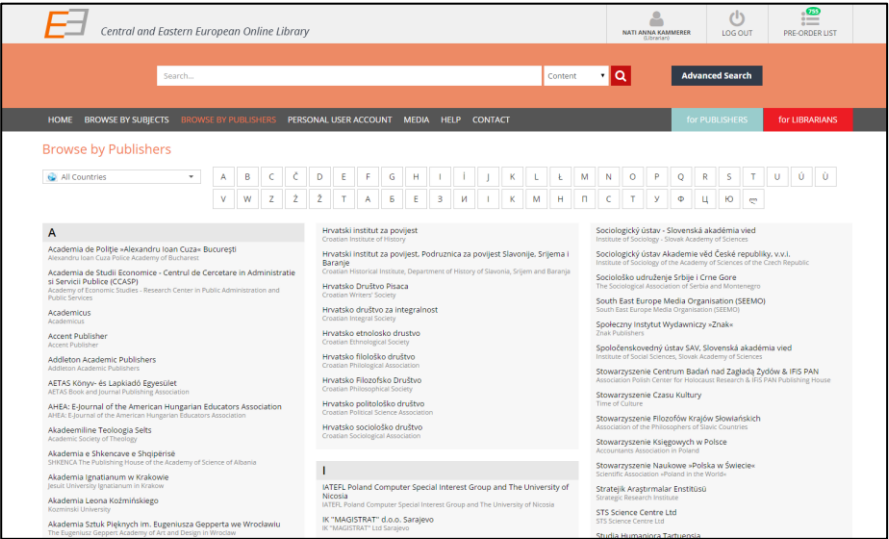 Central and Eastern European Online Library
NATI ANNA KAMMERER
(Librarian)
LOG OUT
795
PRE-ORDER LIST
Search...
Content
Advanced Search
HOME BROWSE BY SUBJECTS BROWSE BY PUBLISHERS PERSONAL USER ACCOUNT MEDIA HELP CONTACT
for PUBLISHERS
for LIBRARIANS
Browse by Publishers
All Countries
A B C Č D E F G H I İ J K L Ł M N O P Q R S T U Ú Ü
V W Z Ż Ž Т А Б Е З И І К М Н П С Т У Ф Ц Ю ლ
A
Academia de Poliţie »Alexandru Ioan Cuza« Bucureşti
Alexandru Ioan Cuza Police Academy of Bucharest
Academia de Studii Economice - Centrul de Cercetare in Administratie
si Servicii Publice (CCASP)
Academy of Economic Studies - Research Center in Public Administration and
Public Services
Academicus
Academicus
Accent Publisher
Accent Publisher
Addleton Academic Publishers
Addleton Academic Publishers
AETAS Könyv- és Lapkiadó Egyesület
AETAS Book and Journal Publishing Association
AHEA: E-Journal of the American Hungarian Educators Association
AHEA: E-Journal of the American Hungarian Educators Association
Akadeemiline Teoloogia Selts
Academic Society of Theology
Akademia e Shkencave e Shqipërisë
SHKENCA The Publishing House of the Academy of Science of Albania
Akademia Ignatianum w Krakowie
Jesuit University Ignatianum in Krakow
Akademia Leona Koźmińskiego
Kozminski University
Akademia Sztuk Pięknych im. Eugeniusza Gepperta we Wrocławiu
The Eugeniusz Geppert Academy of Art and Design in Wroclaw
Hrvatski institut za povijest
Croatian Institute of History
Hrvatski institut za povijest, Podruznica za povijest Slavonije, Srijema i
Baranje
Croatian Historical Institute, Department of History of Slavonia, Srijem and Baranja
Hrvatsko Društvo Pisaca
Croatian Writers' Society
Hrvatsko društvo za integralnost
Croatian Integral Society
Hrvatsko etnolosko drustvo
Croatian Ethnological Society
Hrvatsko filološko društvo
Croatian Philological Association
Hrvatsko Filozofsko Društvo
Croatian Philosophical Society
Hrvatsko politološko društvo
Croatian Political Science Association
Hrvatsko sociološko društvo
Croatian Sociological Association
I
IATEFL Poland Computer Special Interest Group and The University of
Nicosia
IATEFL Poland Computer Special Interest Group and The University of Nicosia
IK "MAGISTRAT" d.o.o. Sarajevo
IK "MAGISTRAT" Ltd Sarajevo
Sociologický ústav - Slovenská akadémia vied
Institute of Sociology - Slovak Academy of Sciences
Sociologický ústav Akademie věd České republiky, v.v.i.
Institute of Sociology of the Academy of Sciences of the Czech Republic
Sociološko udruženje Srbije i Crne Gore
The Sociological Association of Serbia and Montenegro
South East Europe Media Organisation (SEEMO)
South East Europe Media Organisation (SEEMO)
Społeczny Instytut Wydawniczy »Znak«
Znak Publishers
Spoločenskovedný ústav SAV, Slovenská akadémia vied
Institute of Social Sciences, Slovak Academy of Sciences
Stowarzyszenie Centrum Badań nad Zagładą Żydów & IFiS PAN
Association Polish Center for Holocaust Research & IFiS PAN Publishing House
Stowarzyszenie Czasu Kultury
Time of Culture
Stowarzyszenie Filozofów Krajów Słowiańskich
Association of the Philosophers of Slavic Countries
Stowarzyszenie Księgowych w Polsce
Accountants Association in Poland
Stowarzyszenie Naukowe »Polska w Świecie«
Scientific Association »Poland in the World«
Stratejik Araştırmalar Enstitüsü
Strategic Research Institute
STS Science Centre Ltd
STS Science Centre Ltd
Studia Humaniora Tartuensia